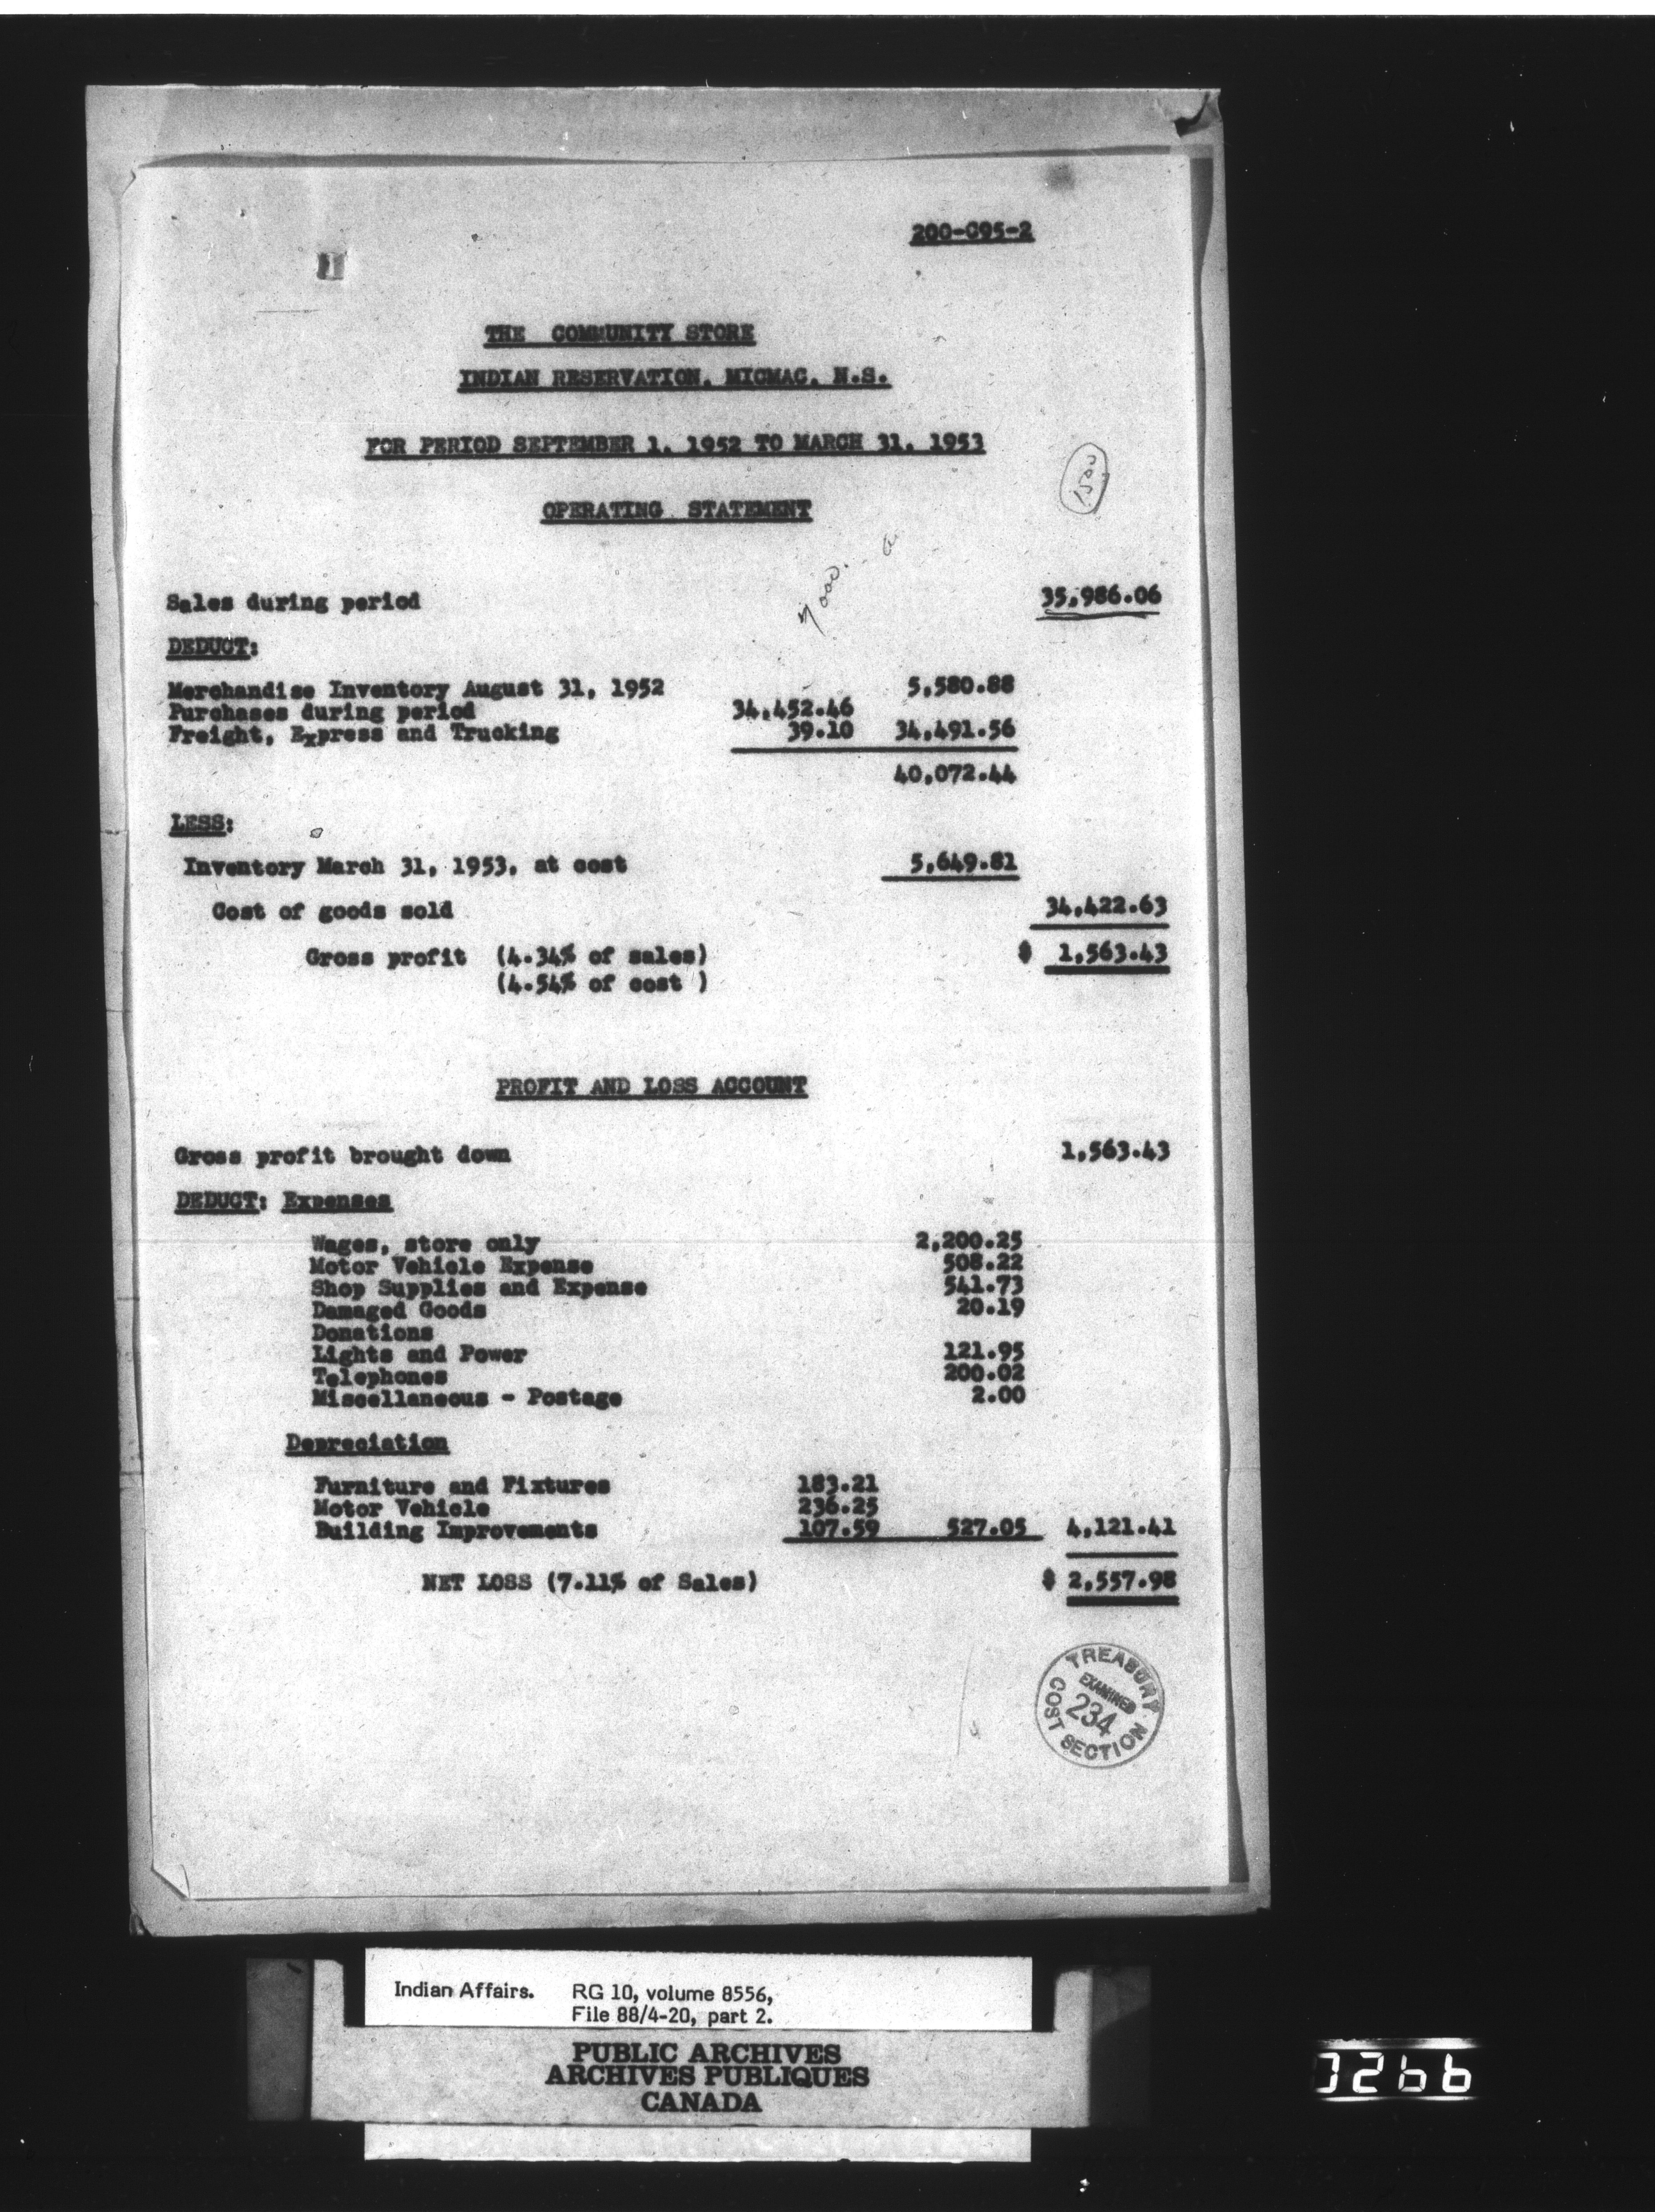 200-C95-2
THE COMMUNITY STORE
INDIAN RESERVATION, MICMAC, N.S.
FOR PERIOD SEPTEMBER 1, 1952 TO MARCH 31, 1953
1500
OPERATING STATEMENT
7000.
Sales during period 35,986.06
DEDUCT:
Merchandise Inventory August 31, 1952 5,580.88
Purchases during period 34,452.46
Freight, Express and Trucking 39.10 34,491.56
40,072.44
LESS:
Inventory March 31, 1953, at cost 5,649.81
Cost of goods sold 34,422.63
Gross profit (4.34% of sales) $ 1,563.43
(4.54% of cost )
PROFIT AND LOSS ACCOUNT
Gross profit brought down 1,563.43
DEDUCT: Expenses
Wages, store only 2,200.25
Motor Vehicle Expense 508.22
Shop Supplies and Expense 541.73
Damaged Goods 20.19
Donations
Lights and Power 121.95
Telephones 200.02
Miscellaneous - Postage 2.00
Depreciation
Furniture and Fixtures 183.21
Motor Vehicle 236.25
Building Improvements 107.59 527.05 4,121.41
NET LOSS (7.11% of Sales) $ 2,557.98
TREASURY
EXAMINED
234
COST SECTION
Indian Affairs. RG 10, volume 8556,
File 88/4-20, part 2.
PUBLIC ARCHIVES
ARCHIVES PUBLIQUES
CANADA
0266